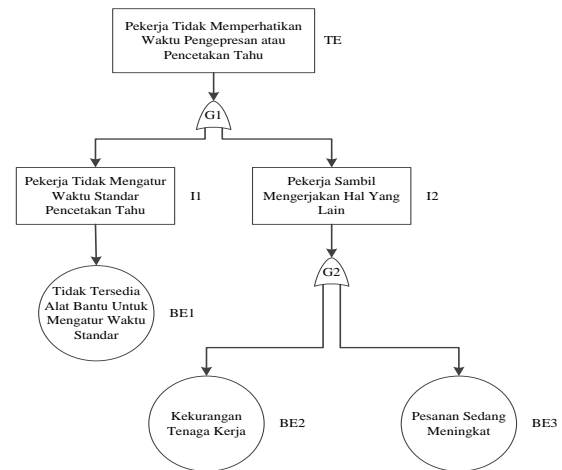 Pekerja Tidak Memperhatikan
Waktu Pengepresan atau
Pencetakan Tahu
TE
G1
Pekerja Tidak Mengatur
Waktu Standar
Pencetakan Tahu
I1
Pekerja Sambil
Mengerjakan Hal Yang
Lain
I2
G2
Tidak Tersedia
Alat Bantu Untuk
Mengatur Waktu
Standar
BE1
Kekurangan
Tenaga Kerja
BE2
Pesanan Sedang
Meningkat
BE3